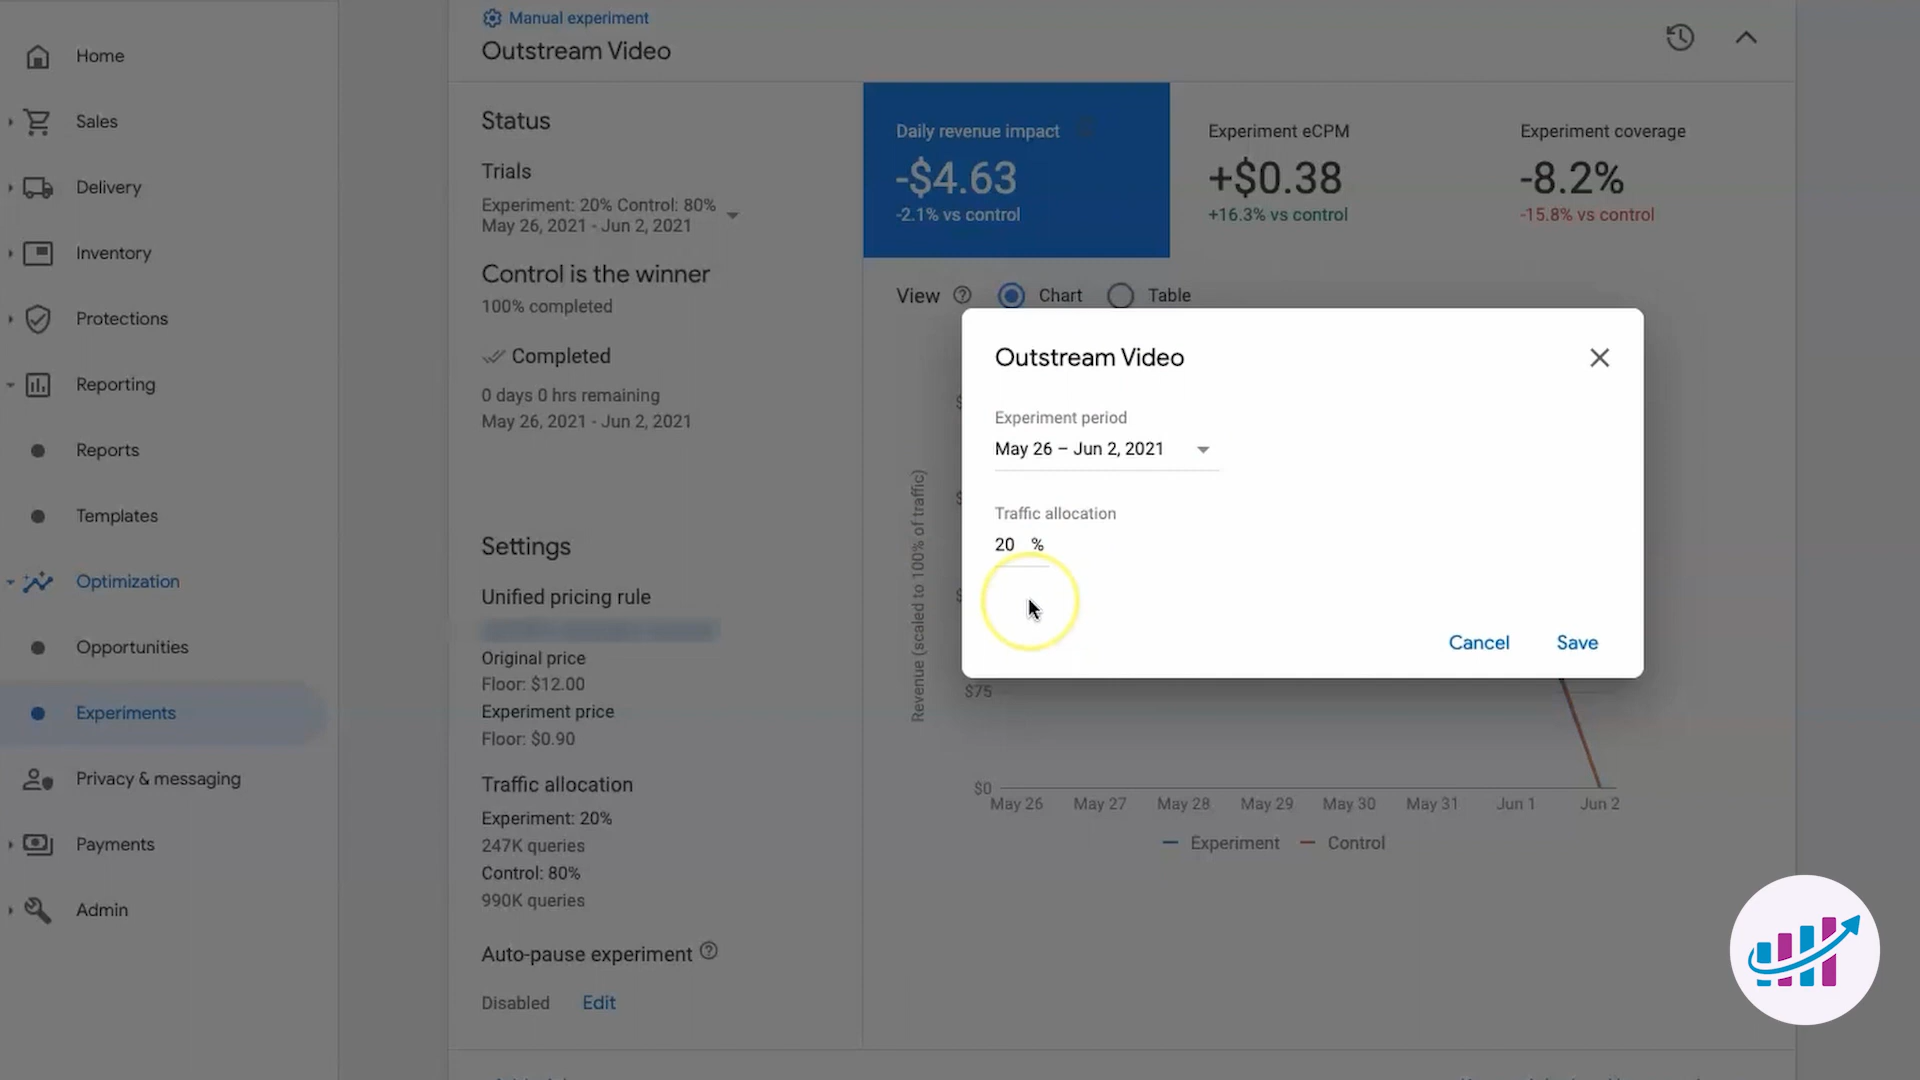 Home
Sales
Delivery
Inventory
Protections
Reporting
Reports
Templates
Optimization
Opportunities
Experiments
Privacy & messaging
Payments
Admin
Manual experiment
Outstream Video
Status
Trials
Experiment: 20% Control: 80%
May 26, 2021 - Jun 2, 2021
Control is the winner
100% completed
Completed
0 days 0 hrs remaining
May 26, 2021 - Jun 2, 2021
Settings
Unified pricing rule
Original price
Floor: $12.00
Experiment price
Floor: $0.90
Traffic allocation
Experiment: 20%
247K queries
Control: 80%
990K queries
Auto-pause experiment
Disabled Edit
Daily revenue impact
-$4.63
-2.1% vs control
Experiment eCPM
+$0.38
+16.3% vs control
Experiment coverage
-8.2%
-15.8% vs control
View Chart Table
Outstream Video
Experiment period
May 26 – Jun 2, 2021
Traffic allocation
20 %
Cancel Save
Revenue (scaled to 100% of traffic)
$75
$0
May 26 May 27 May 28 May 29 May 30 May 31 Jun 1 Jun 2
Experiment Control